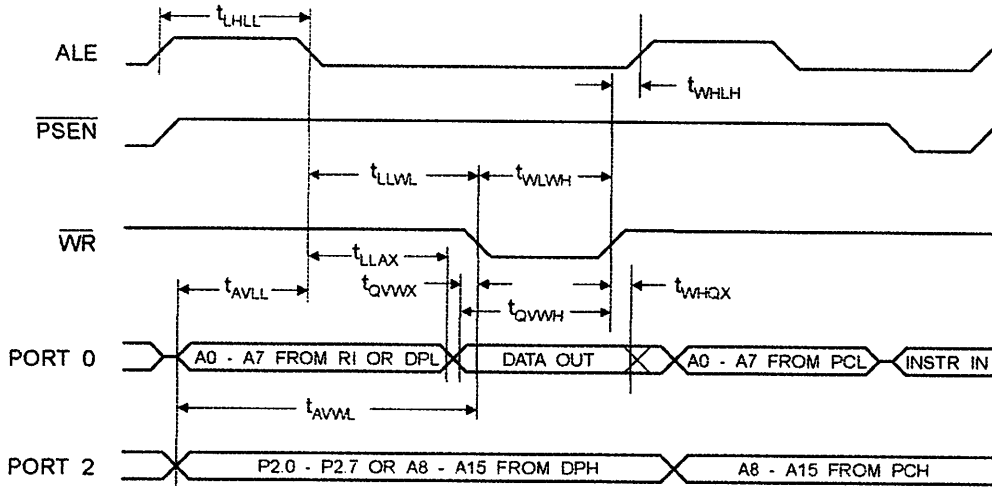 tLHLL
ALE
tWHLH
PSEN
tLLWL
tWLWH
WR
tLLAX
tAVLL
tQVWX
tWHQX
tQVWH
PORT 0
A0 - A7 FROM RI OR DPL
DATA OUT
A0 - A7 FROM PCL
INSTR IN
tAVWL
PORT 2
P2.0 - P2.7 OR A8 - A15 FROM DPH
A8 - A15 FROM PCH